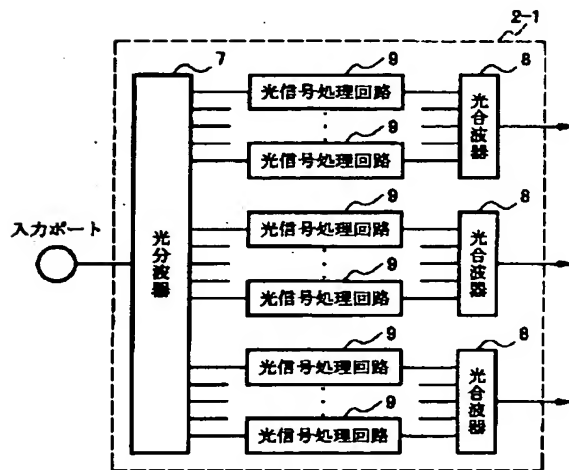 2-1
7
9
8
光信号処理回路
光合波器
9
光信号処理回路
9
8
入力ポート
光分波器
光信号処理回路
光合波器
9
光信号処理回路
9
8
光信号処理回路
光合波器
9
光信号処理回路